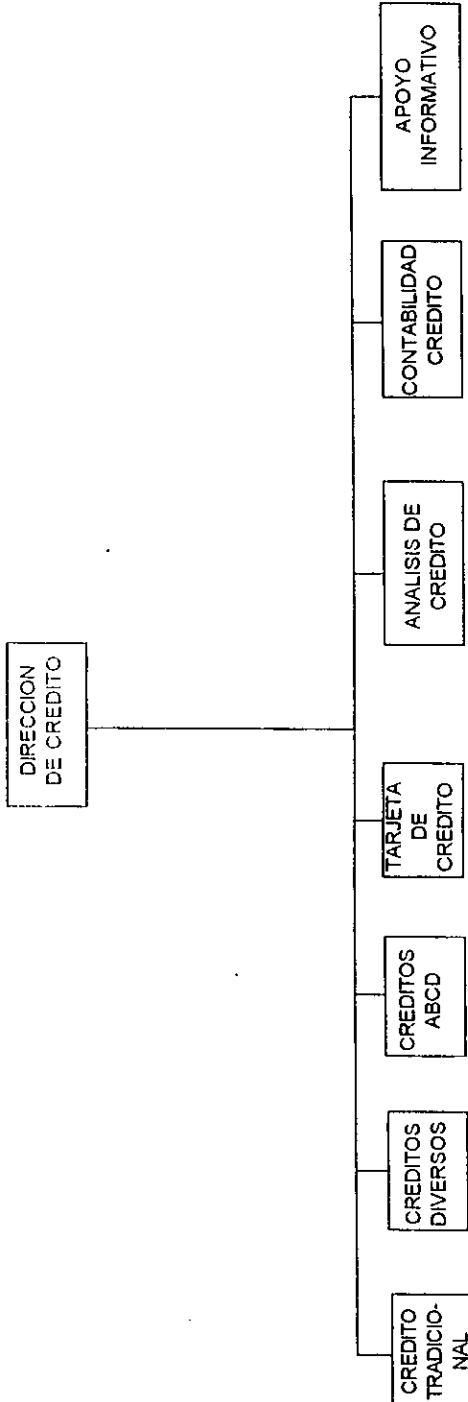 DIRECCION
DE CREDITO
CREDITO
TRADICIO-
NAL
CREDITOS
DIVERSOS
CREDITOS
ABCD
TARJETA
DE
CREDITO
ANALISIS DE
CREDITO
CONTABILIDAD
CREDITO
APOYO
INFORMATIVO